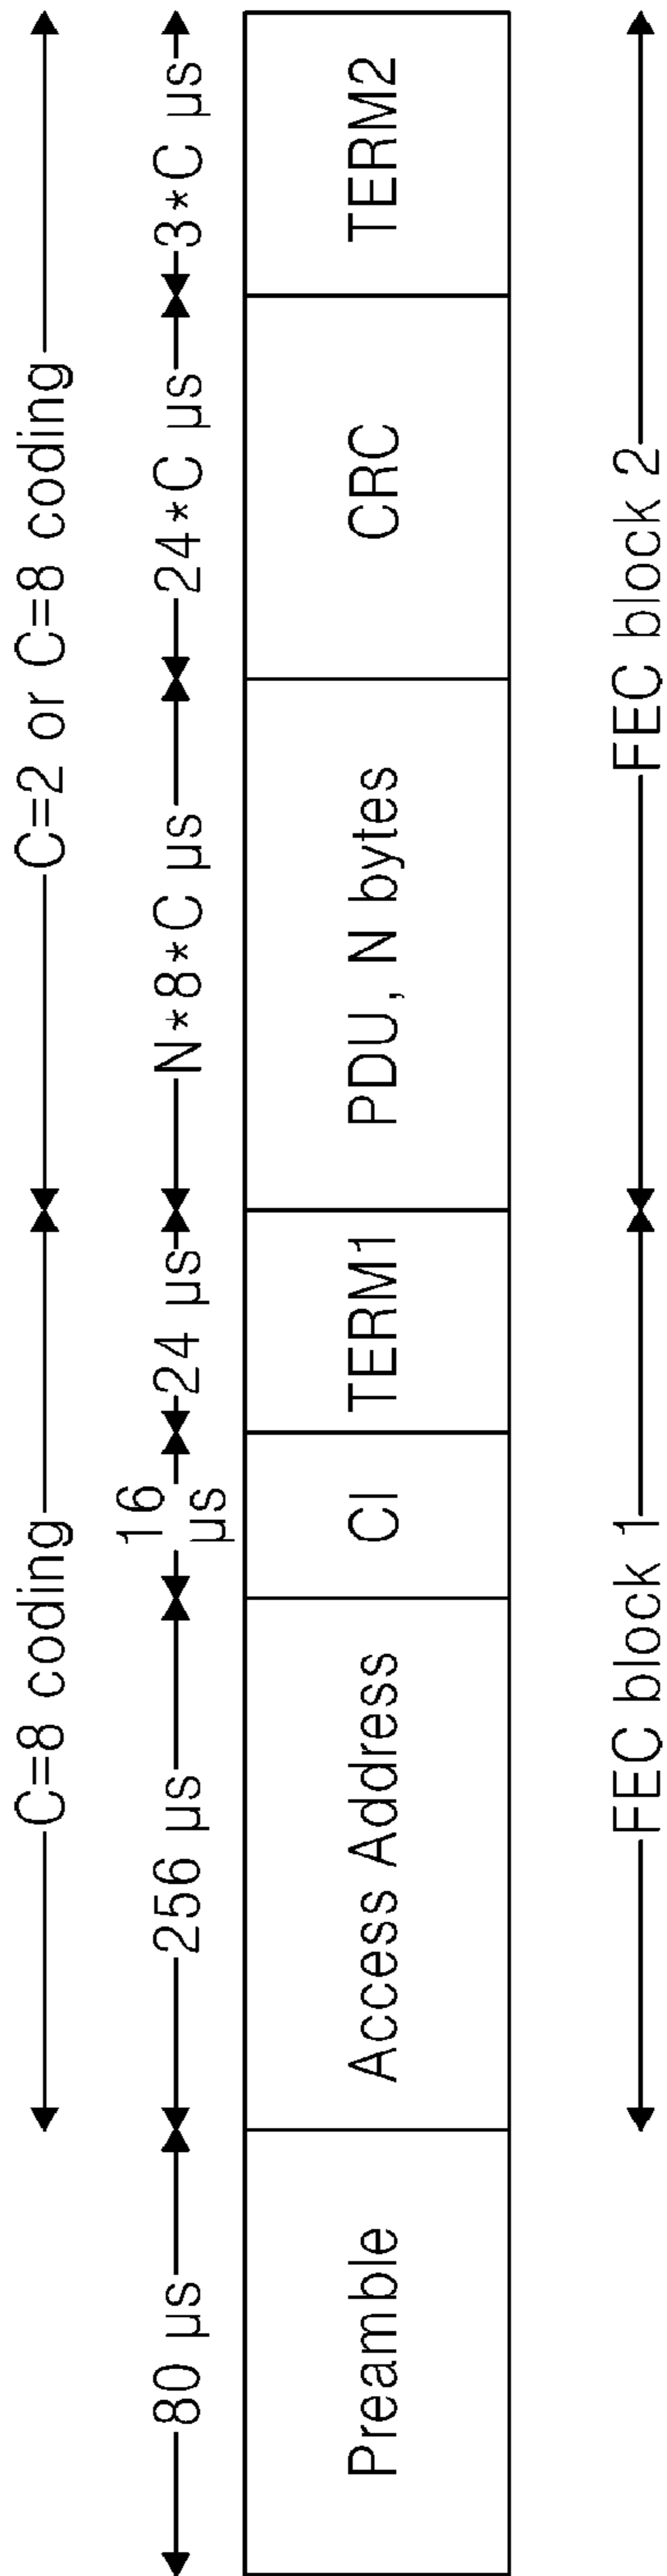 C=8 coding
C=2 or C=8 coding
80 μs
256 μs
16
μs
24 μs
N*8*C μs
24*C μs
3*C μs
Preamble
Access Address
CI
TERM1
PDU, N bytes
CRC
TERM2
FEC block 1
FEC block 2